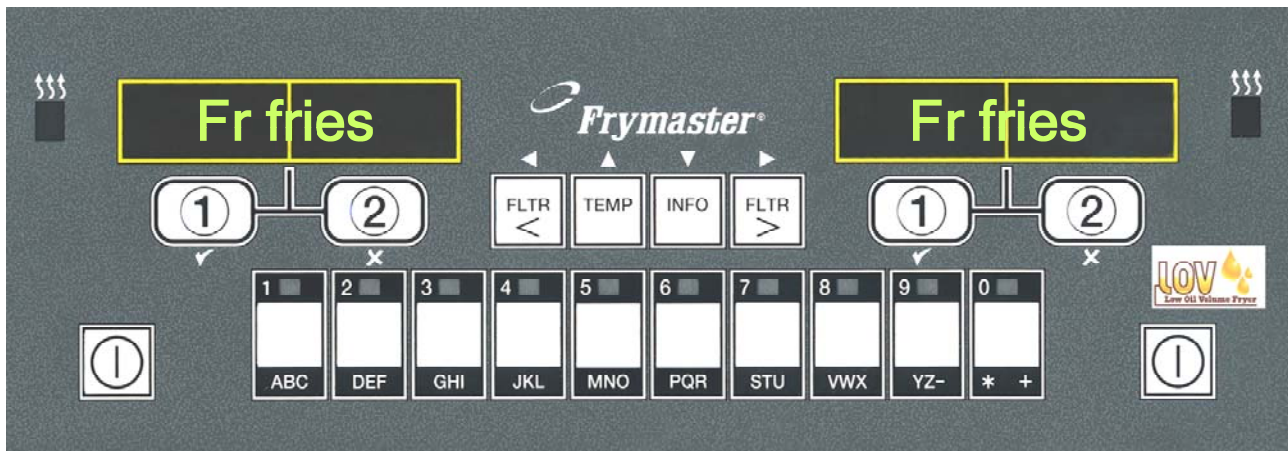 Fr fries
Frymaster
Fr fries
1 2
FLTR < TEMP INFO FLTR >
1 2
LOV
Low Oil Volume Fryer
1 2 3 4 5 6 7 8 9 0
ABC DEF GHI JKL MNO PQR STU VWX YZ- * +